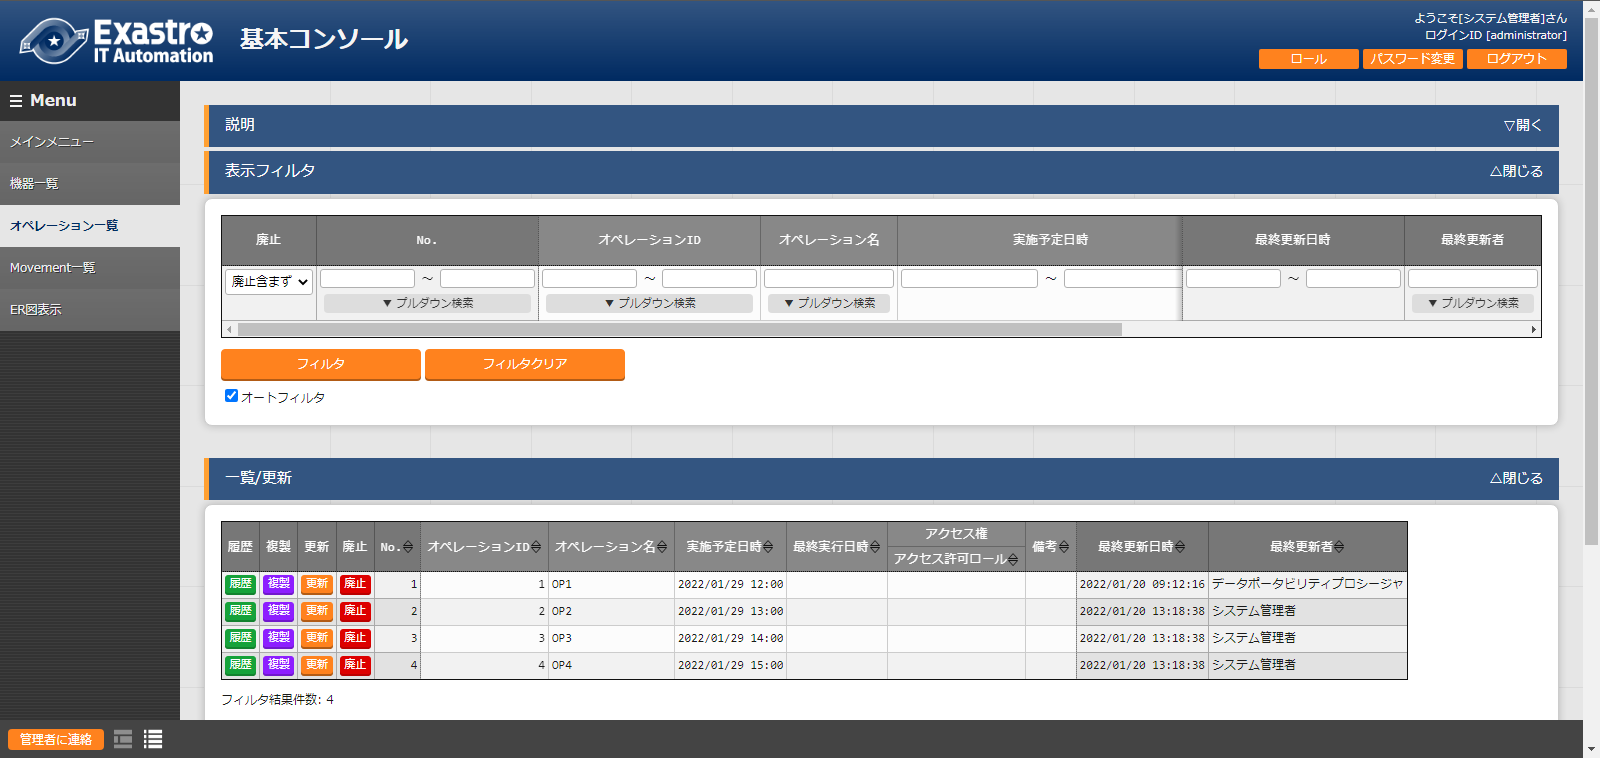 Exastro
IT Automation
基本コンソール
ようこそ[システム管理者]さん
ログインID [administrator]
ロール パスワード変更 ログアウト
Menu
メインメニュー
機器一覧
オペレーション一覧
Movement一覧
ER図表示
説明 ▽開く
表示フィルタ △閉じる
廃止 No. オペレーションID オペレーション名 実施予定日時 最終更新日時 最終更新者
廃止含まず ～ ～ ～ ～
▼ プルダウン検索 ▼ プルダウン検索 ▼ プルダウン検索 ▼ プルダウン検索
フィルタ フィルタクリア
オートフィルタ
一覧/更新 △閉じる
履歴 複製 更新 廃止 No. オペレーションID オペレーション名 実施予定日時 最終実行日時 アクセス権 備考 最終更新日時 最終更新者
アクセス許可ロール
履歴 複製 更新 廃止 1 1 OP1 2022/01/29 12:00 2022/01/20 09:12:16 データポータビリティプロシージャ
履歴 複製 更新 廃止 2 2 OP2 2022/01/29 13:00 2022/01/20 13:18:38 システム管理者
履歴 複製 更新 廃止 3 3 OP3 2022/01/29 14:00 2022/01/20 13:18:38 システム管理者
履歴 複製 更新 廃止 4 4 OP4 2022/01/29 15:00 2022/01/20 13:18:38 システム管理者
フィルタ結果件数: 4
管理者に連絡